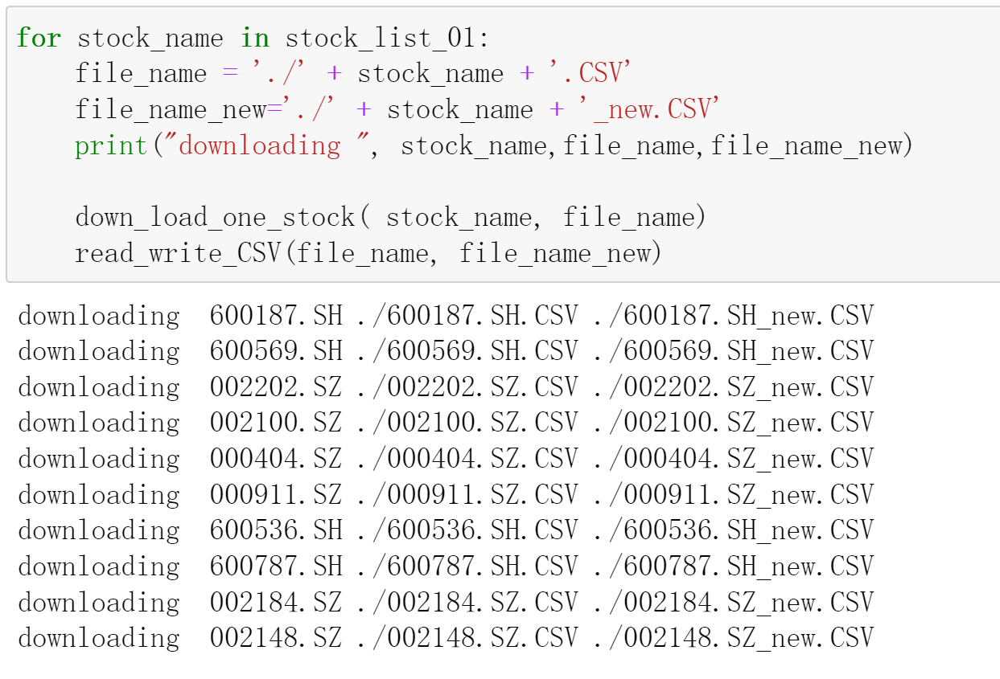 for stock_name in stock_list_01:
    file_name = './' + stock_name + '.CSV'
    file_name_new='./' + stock_name + '_new.CSV'
    print("downloading ", stock_name,file_name,file_name_new)

    down_load_one_stock( stock_name, file_name)
    read_write_CSV(file_name, file_name_new)
downloading  600187.SH ./600187.SH.CSV ./600187.SH_new.CSV
downloading  600569.SH ./600569.SH.CSV ./600569.SH_new.CSV
downloading  002202.SZ ./002202.SZ.CSV ./002202.SZ_new.CSV
downloading  002100.SZ ./002100.SZ.CSV ./002100.SZ_new.CSV
downloading  000404.SZ ./000404.SZ.CSV ./000404.SZ_new.CSV
downloading  000911.SZ ./000911.SZ.CSV ./000911.SZ_new.CSV
downloading  600536.SH ./600536.SH.CSV ./600536.SH_new.CSV
downloading  600787.SH ./600787.SH.CSV ./600787.SH_new.CSV
downloading  002184.SZ ./002184.SZ.CSV ./002184.SZ_new.CSV
downloading  002148.SZ ./002148.SZ.CSV ./002148.SZ_new.CSV